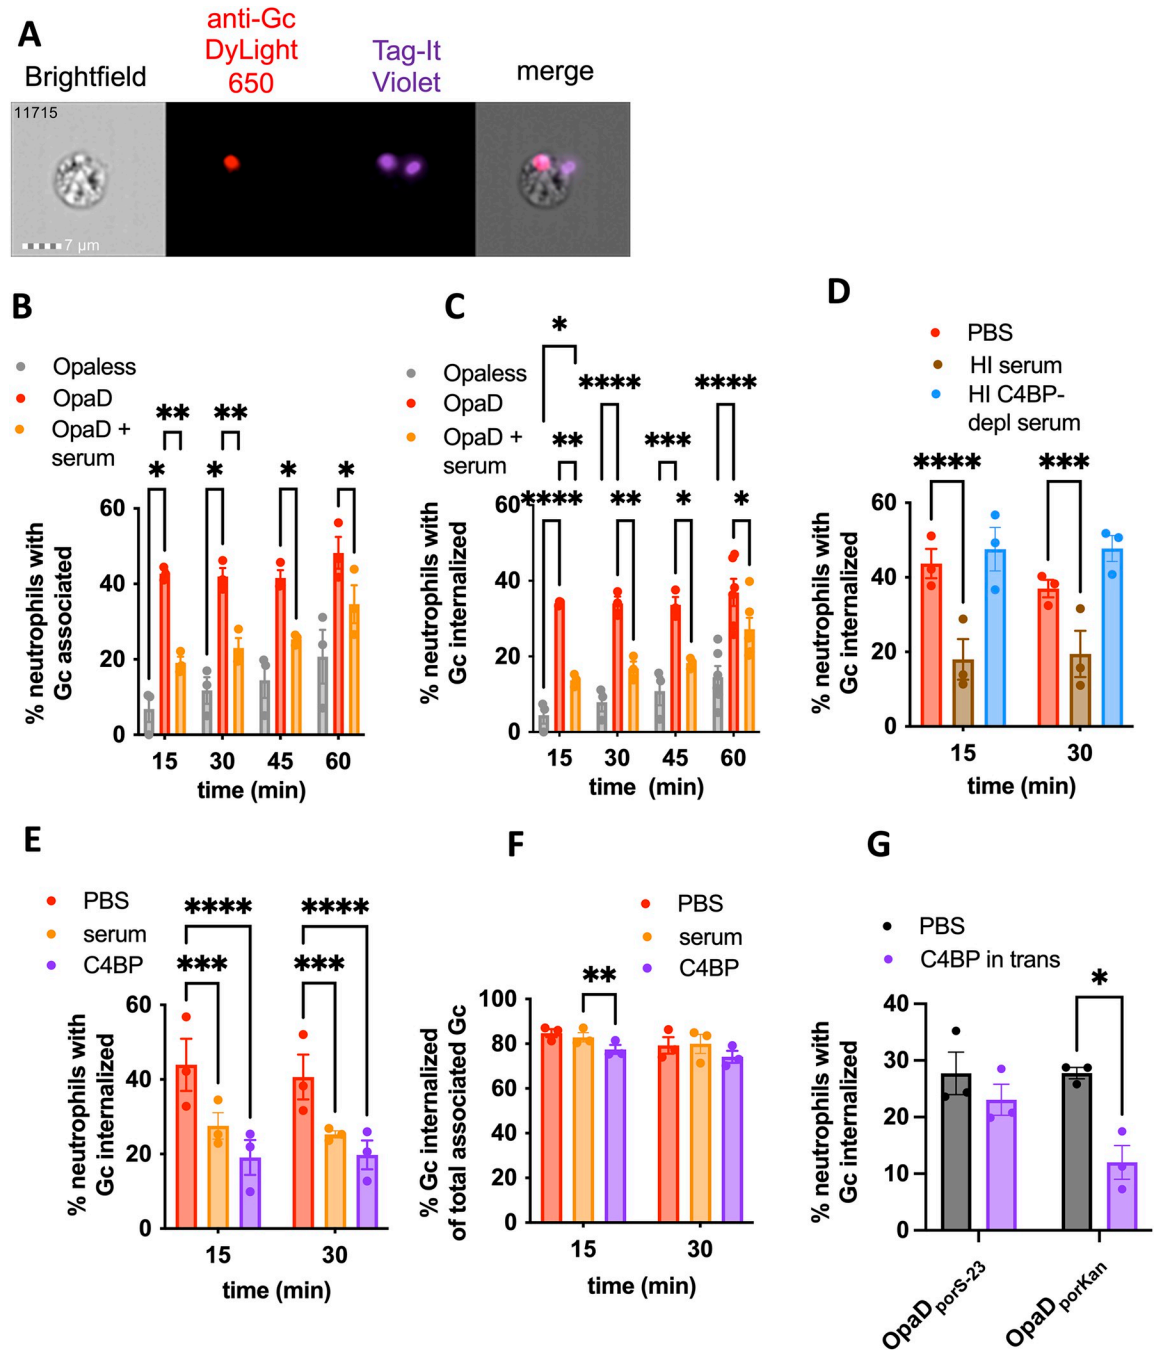 A
Brightfield
anti-Gc
DyLight
650
Tag-It
Violet
merge
11715
7 µm
B
Opaless
OpaD
OpaD +
serum
** **
* * * *
% neutrophils with
Gc associated
60
40
20
0
15 30 45 60
time (min)
C
Opaless
OpaD
OpaD +
serum
*
**** ****
** ***
**** ** * *
% neutrophils with
Gc internalized
60
40
20
0
15 30 45 60
time (min)
D
PBS
HI serum
HI C4BP-
depl serum
**** ***
% neutrophils with
Gc internalized
60
40
20
0
15 30
time (min)
E
PBS
serum
C4BP
**** ****
*** ***
% neutrophils with
Gc internalized
60
40
20
0
15 30
time (min)
F
PBS
serum
C4BP
**
% Gc internalized
of total associated Gc
100
80
60
40
20
0
15 30
time (min)
G
PBS
C4BP in trans
*
% neutrophils with
Gc internalized
40
30
20
10
0
OpaD porS-23
OpaD porKan